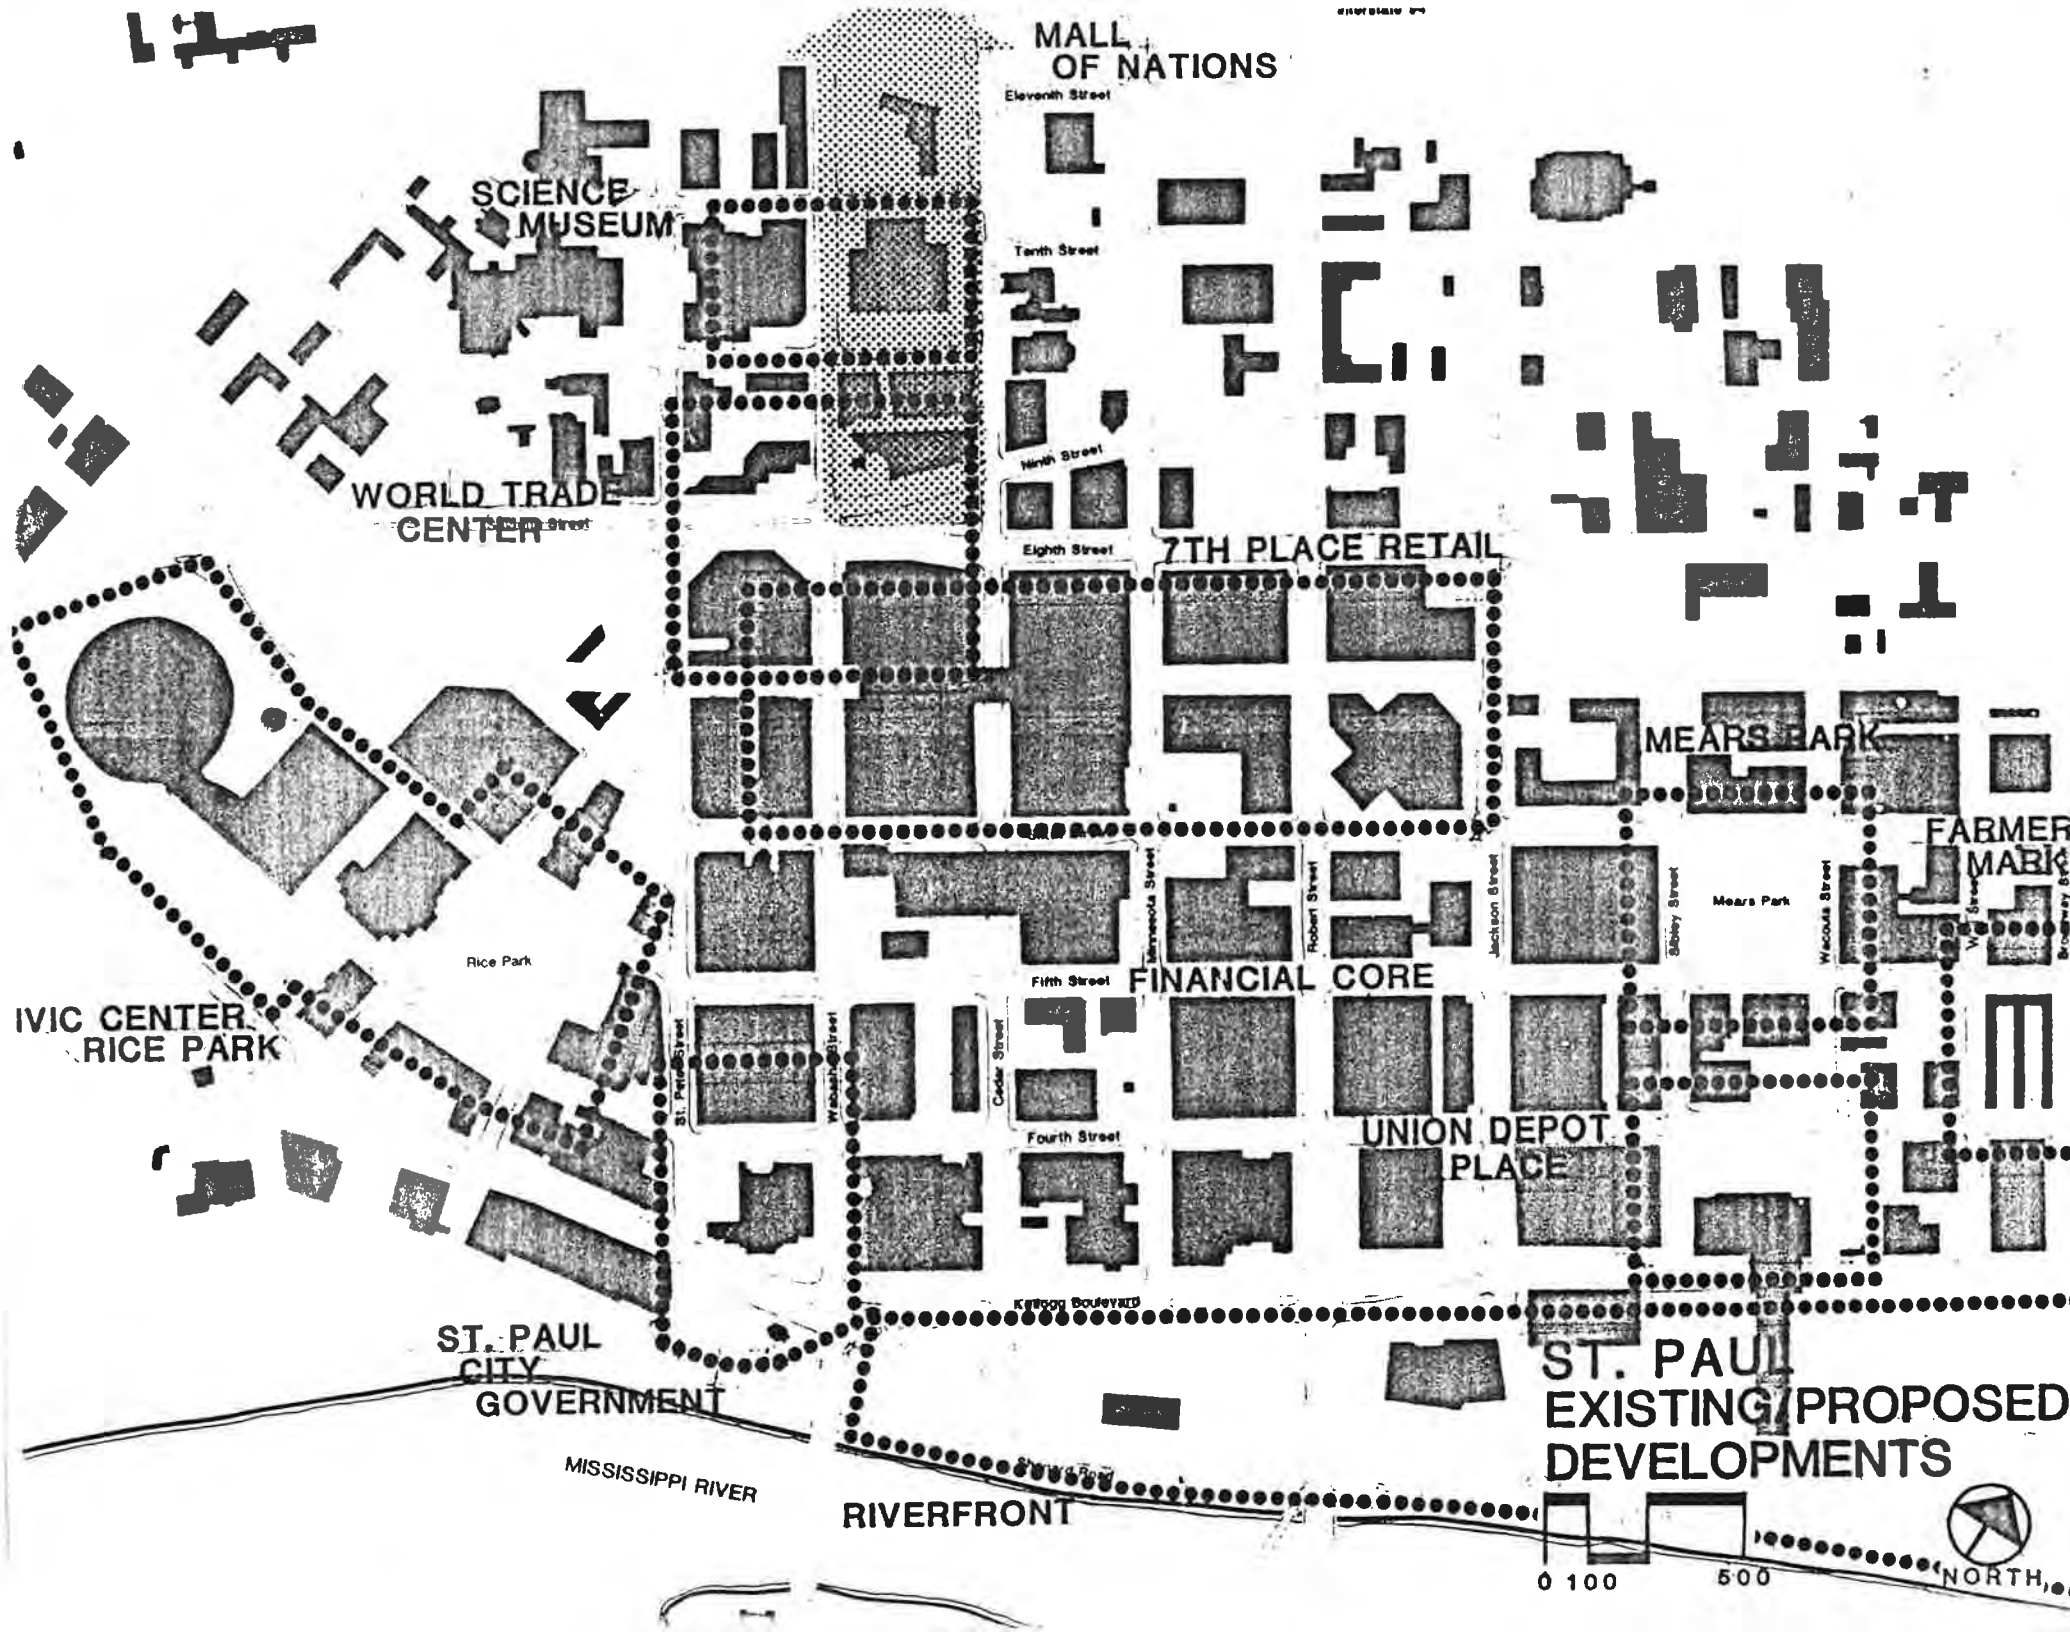 MALL
OF NATIONS
Eleventh Street
SCIENCE
MUSEUM
Tenth Street
Ninth Street
WORLD TRADE
CENTER
Eighth Street
7TH PLACE RETAIL
MEARS PARK
FARMER
MARK
Minnesota Street
Robert Street
Jackson Street
Sibley Street
Mears Park
Wacouta Street
Rice Park
Fifth Street
FINANCIAL CORE
IVIC CENTER
RICE PARK
St. Peter Street
Wabasha Street
Cedar Street
Fourth Street
UNION DEPOT
PLACE
Kellogg Boulevard
ST. PAUL
CITY
GOVERNMENT
ST. PAUL
EXISTING/PROPOSED
DEVELOPMENTS
MISSISSIPPI RIVER
Shepard Road
RIVERFRONT
0 100 500
NORTH